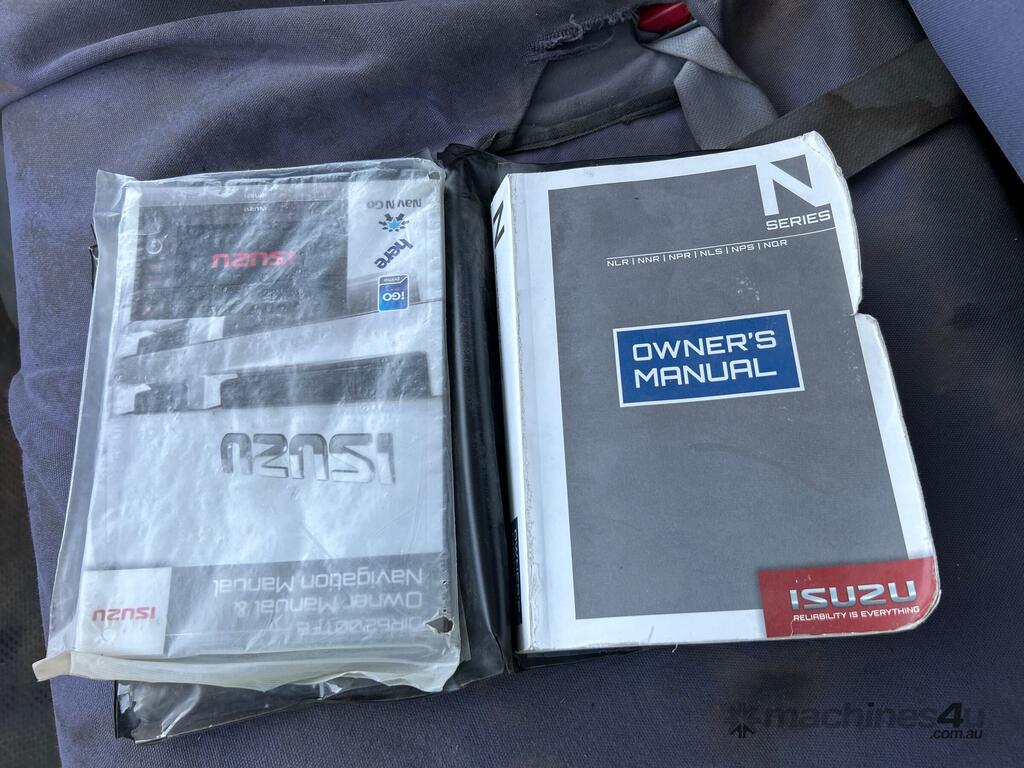 Nav N Go
here
iGO
primo
ISUZU
ISUZU
Owner Manual &
Navigation Manual
ISUZU
N
N
SERIES
NLR | NNR | NPR | NLS | NPS | NQR
OWNER'S
MANUAL
ISUZU
RELIABILITY IS EVERYTHING
machines4u
.com.au